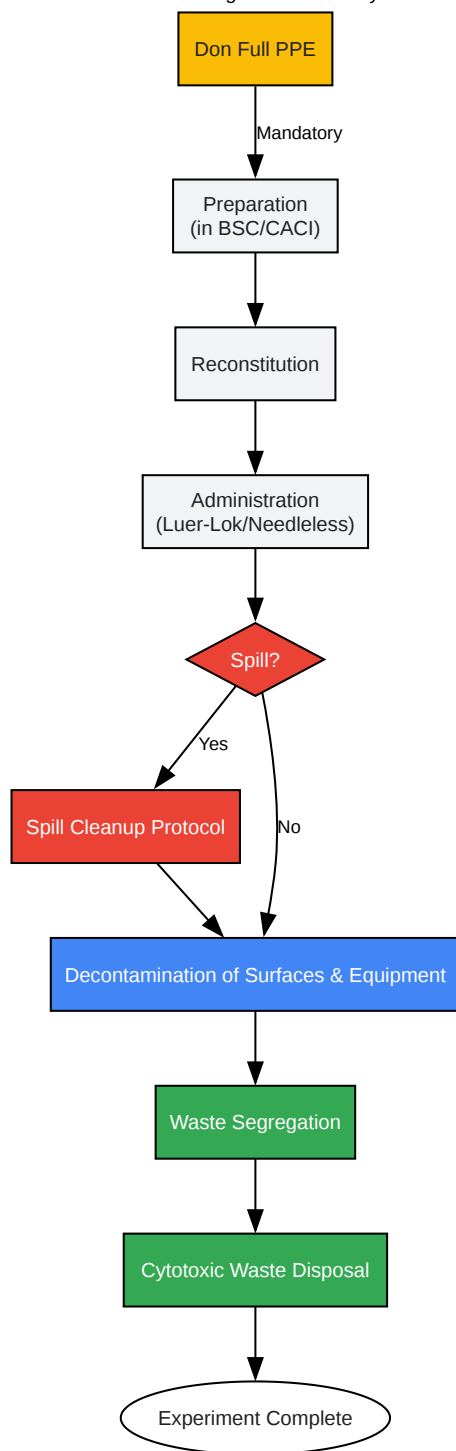 Don Full PPE
Mandatory
Preparation
(in BSC/CACI)
Reconstitution
Administration
(Luer-Lok/Needleless)
Spill?
Yes
Spill Cleanup Protocol
No
Decontamination of Surfaces & Equipment
Waste Segregation
Cytotoxic Waste Disposal
Experiment Complete